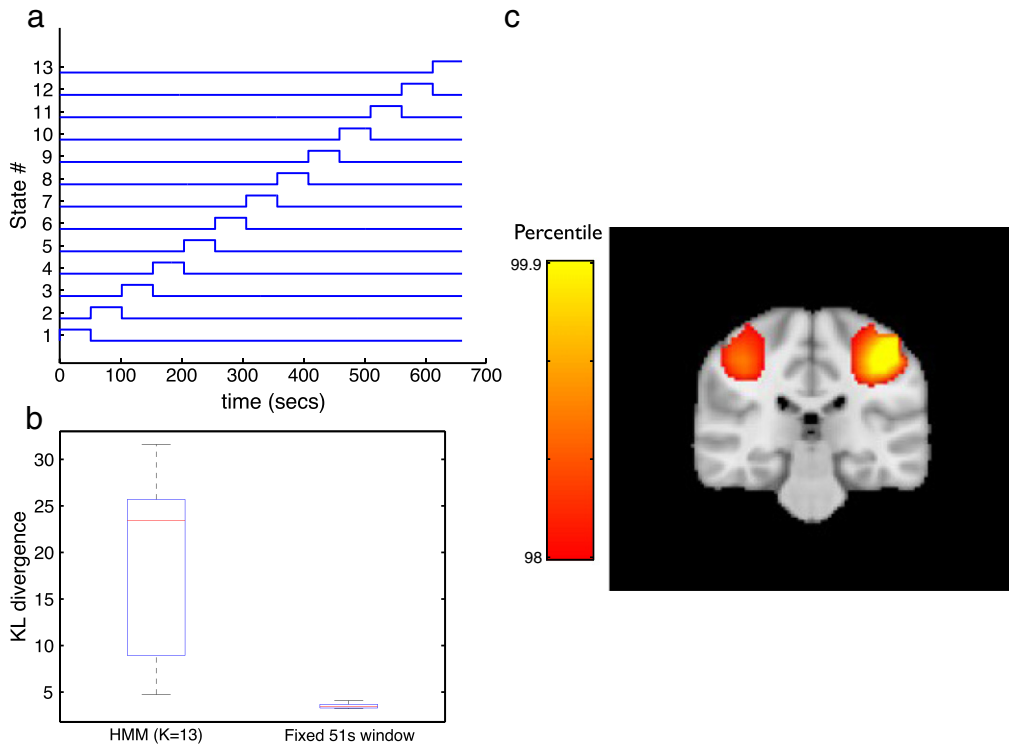 a
13
12
11
10
9
8
7
6
5
4
3
2
1
State #
0 100 200 300 400 500 600 700
time (secs)
b
30
25
20
15
10
5
KL divergence
HMM (K=13) Fixed 51s window
c
Percentile
99.9
98